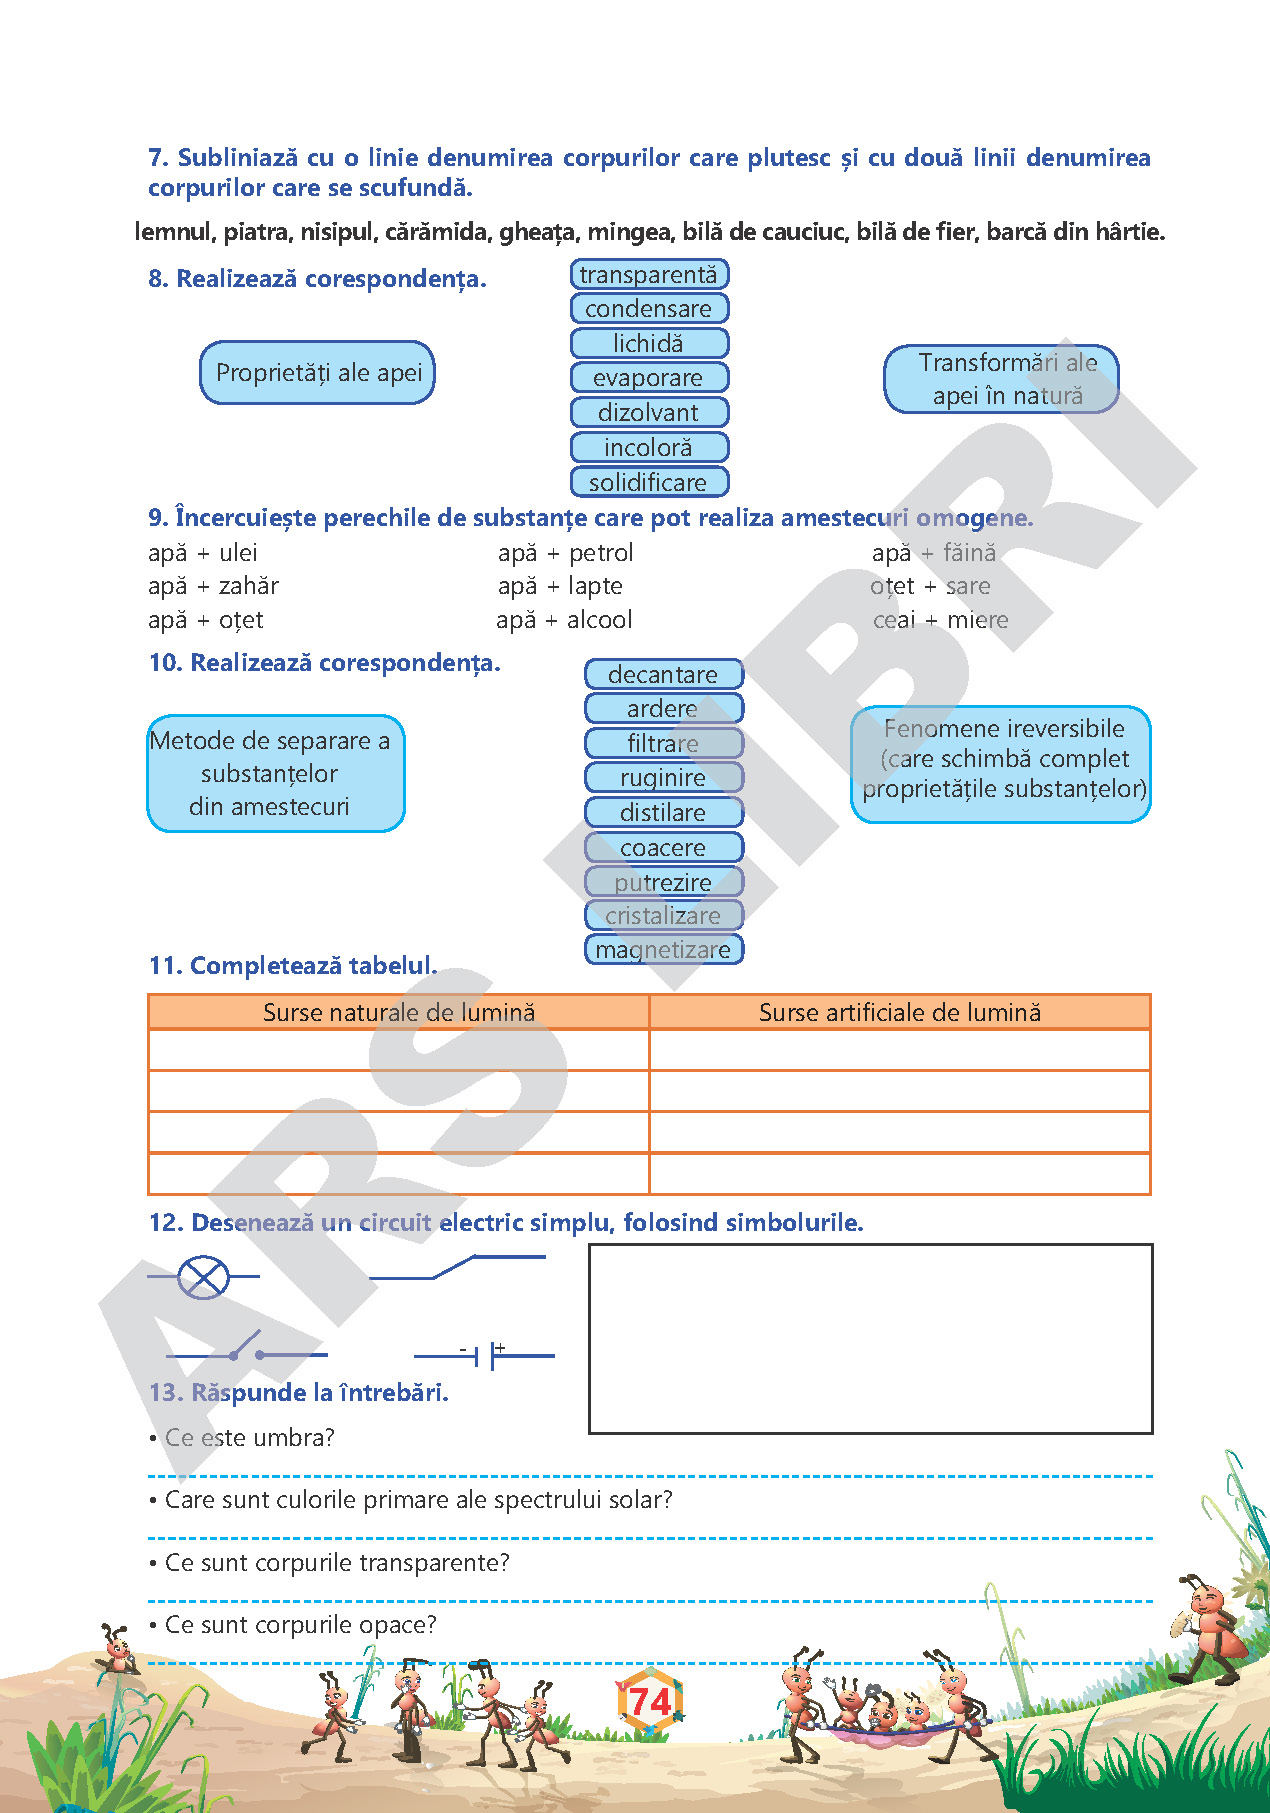 7. Subliniază cu o linie denumirea corpurilor care plutesc și cu două linii denumirea
corpurilor care se scufundă.
lemnul, piatra, nisipul, cărămida, gheața, mingea, bilă de cauciuc, bilă de fier, barcă din hârtie.
8. Realizează corespondența.
transparentă
condensare
lichidă
evaporare
dizolvant
incoloră
solidificare
Proprietăți ale apei
Transformări ale
apei în natură
9. Încercuiește perechile de substanțe care pot realiza amestecuri omogene.
apă + ulei apă + petrol apă + făină
apă + zahăr apă + lapte oțet + sare
apă + oțet apă + alcool ceai + miere
10. Realizează corespondența.
decantare
ardere
filtrare
ruginire
distilare
coacere
putrezire
cristalizare
magnetizare
Metode de separare a
substanțelor
din amestecuri
Fenomene ireversibile
(care schimbă complet
proprietățile substanțelor)
11. Completează tabelul.
Surse naturale de lumină Surse artificiale de lumină
12. Desenează un circuit electric simplu, folosind simbolurile.
- +
13. Răspunde la întrebări.
• Ce este umbra?
• Care sunt culorile primare ale spectrului solar?
• Ce sunt corpurile transparente?
• Ce sunt corpurile opace?
74
ARS LIBRI